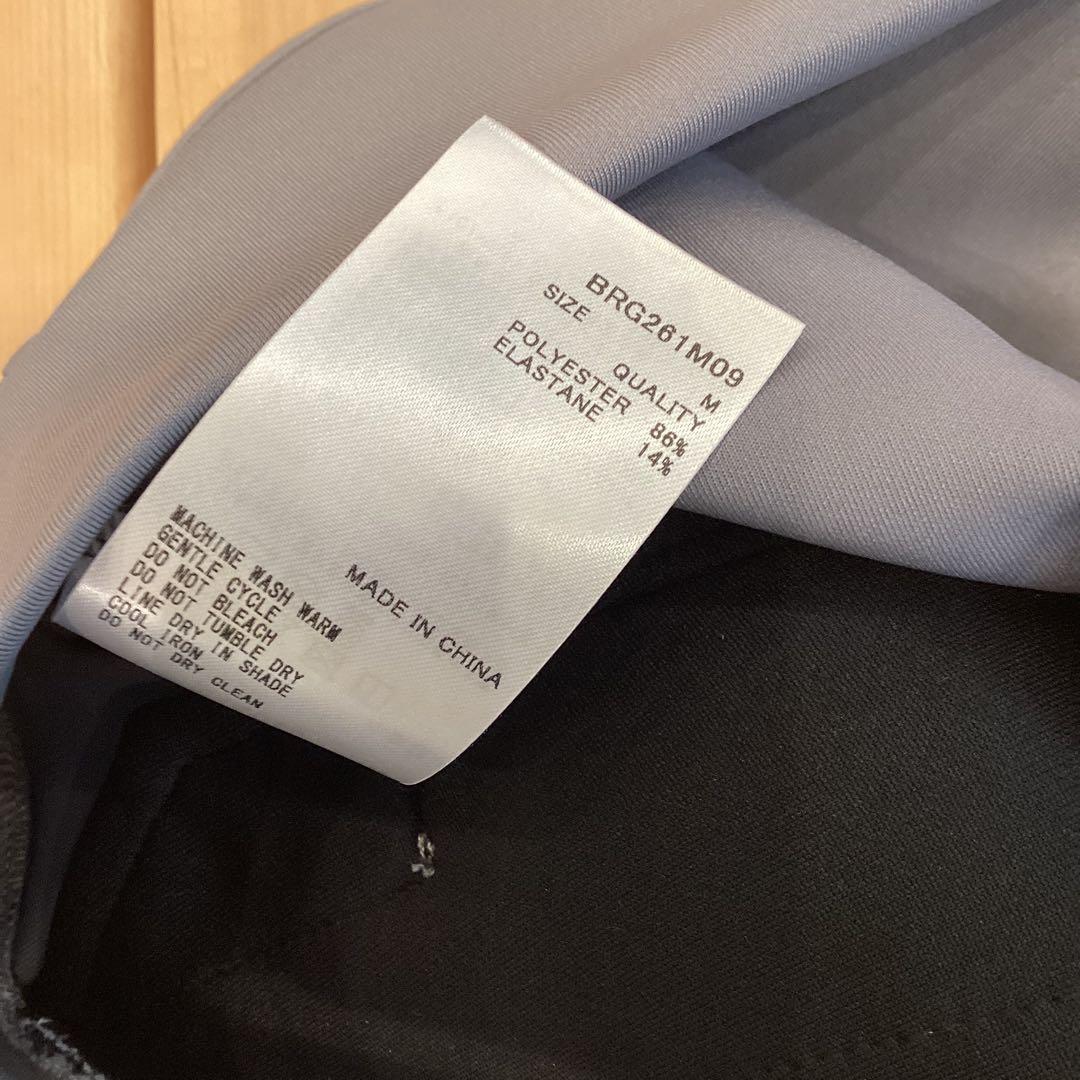 BRG261M09
SIZE M
QUALITY
POLYESTER 86%
ELASTANE 14%
MADE IN CHINA
MACHINE WASH WARM
GENTLE CYCLE
DO NOT BLEACH
DO NOT TUMBLE DRY
LINE DRY IN SHADE
COOL IRON
DO NOT DRY CLEAN